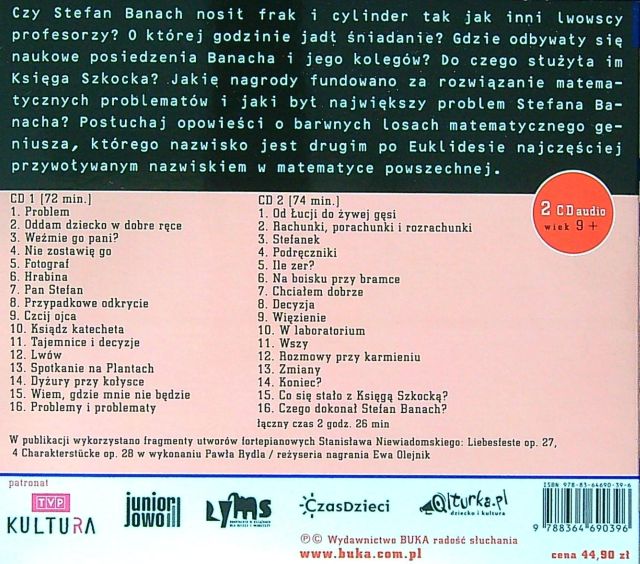 Czy Stefan Banach nosił frak i cylinder tak jak inni lwowscy
profesorzy? O której godzinie jadł śniadanie? Gdzie odbywały się
naukowe posiedzenia Banacha i jego kolegów? Do czego służyła im
Księga Szkocka? Jakie nagrody fundowano za rozwiązanie matema-
tycznych problematów i jaki był największy problem Stefana Ba-
nacha? Posłuchaj opowieści o barwnych losach matematycznego ge-
niusza, którego nazwisko jest drugim po Euklidesie najczęściej
przywoływanym nazwiskiem w matematyce powszechnej.
CD 1 [72 min.]
1. Problem
2. Oddam dziecko w dobre ręce
3. Weźmie go pani?
4. Nie zostawię go
5. Fotograf
6. Hrabina
7. Pan Stefan
8. Przypadkowe odkrycie
9. Czcij ojca
10. Ksiądz katecheta
11. Tajemnice i decyzje
12. Lwów
13. Spotkanie na Plantach
14. Dyżury przy kołysce
15. Wiem, gdzie mnie nie będzie
16. Problemy i problematy
CD 2 [74 min.]
1. Od Łucji do żywej gęsi
2. Rachunki, porachunki i rozrachunki
3. Stefanek
4. Podręczniki
5. Ile zer?
6. Na boisku przy bramce
7. Chciałem dobrze
8. Decyzja
9. Więzienie
10. W laboratorium
11. Wszy
12. Rozmowy przy karmieniu
13. Zmiany
14. Koniec?
15. Co się stało z Księgą Szkocką?
16. Czego dokonał Stefan Banach?
łączny czas 2 godz. 26 min
2 CD audio
wiek 9+
W publikacji wykorzystano fragmenty utworów fortepianowych Stanisława Niewiadomskiego: Liebesfeste op. 27,
4 Charakterstücke op. 28 w wykonaniu Pawła Rydla / reżyseria nagrania Ewa Olejnik
patronat
TVP
KULTURA
juniorowo
lyms
CzasDzieci
Qlturka.pl
dziecko i kultura
℗© Wydawnictwo BUKA radość słuchania
www.buka.com.pl
ISBN 978-83-64690-39-6
9 788364 690396
cena 44,90 zł